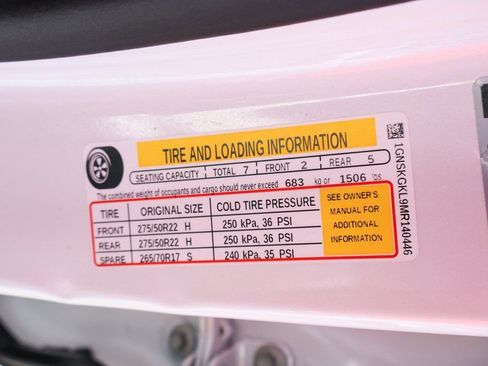 TIRE AND LOADING INFORMATION
SEATING CAPACITY TOTAL 7 FRONT 2 REAR 5
The combined weight of occupants and cargo should never exceed 683 kg or 1506 lbs
TIRE ORIGINAL SIZE COLD TIRE PRESSURE
FRONT 275/50R22 H 250 kPa, 36 PSI
REAR 275/50R22 H 250 kPa, 36 PSI
SPARE 265/70R17 S 240 kPa, 35 PSI
SEE OWNER'S
MANUAL FOR
ADDITIONAL
INFORMATION
1GNSKGKL9MR140446